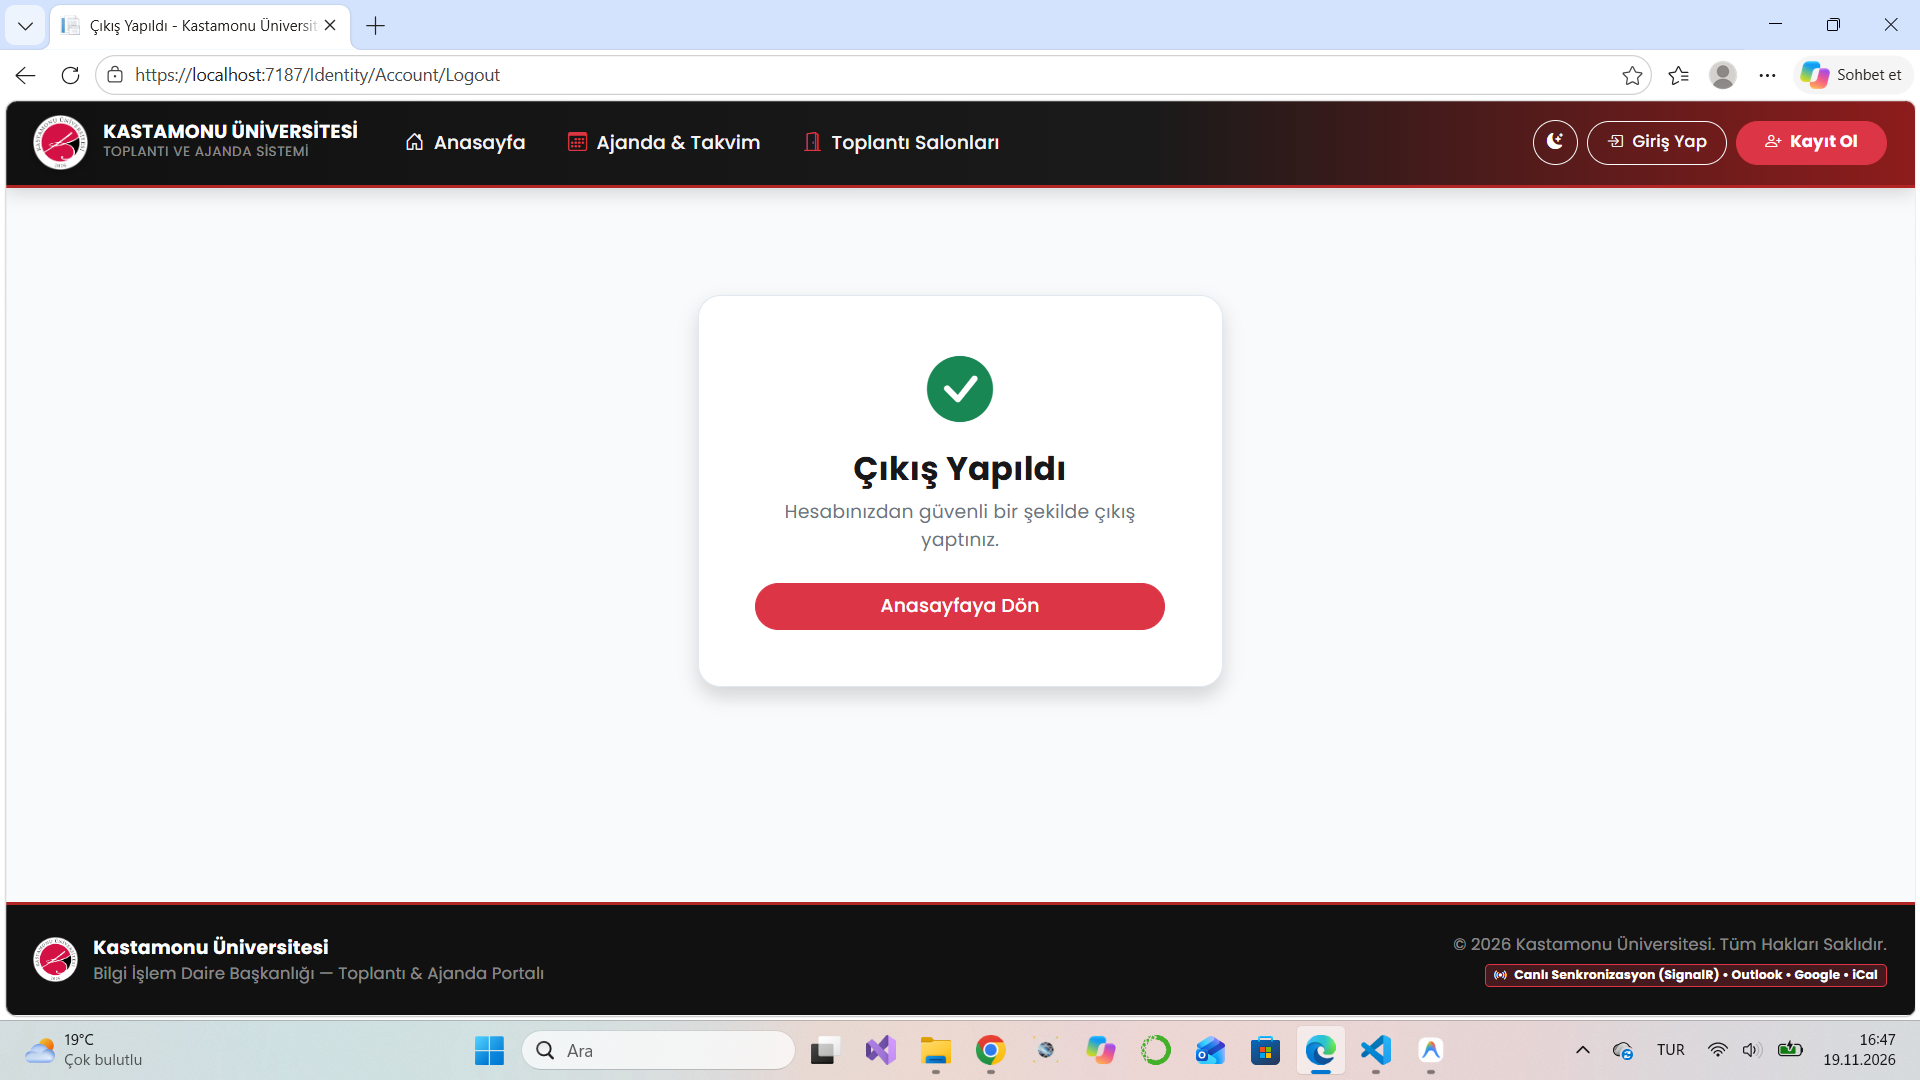 Çıkış Yapıldı - Kastamonu Üniversit
https://localhost:7187/Identity/Account/Logout
Sohbet et
KASTAMONU ÜNİVERSİTESİ
TOPLANTI VE AJANDA SİSTEMİ
Anasayfa
Ajanda & Takvim
Toplantı Salonları
Giriş Yap
Kayıt Ol
Çıkış Yapıldı
Hesabınızdan güvenli bir şekilde çıkış
yaptınız.
Anasayfaya Dön
Kastamonu Üniversitesi
Bilgi İşlem Daire Başkanlığı — Toplantı & Ajanda Portalı
© 2026 Kastamonu Üniversitesi. Tüm Hakları Saklıdır.
Canlı Senkronizasyon (SignalR) • Outlook • Google • iCal
19°C
Çok bulutlu
Ara
TUR
16:47
19.11.2026